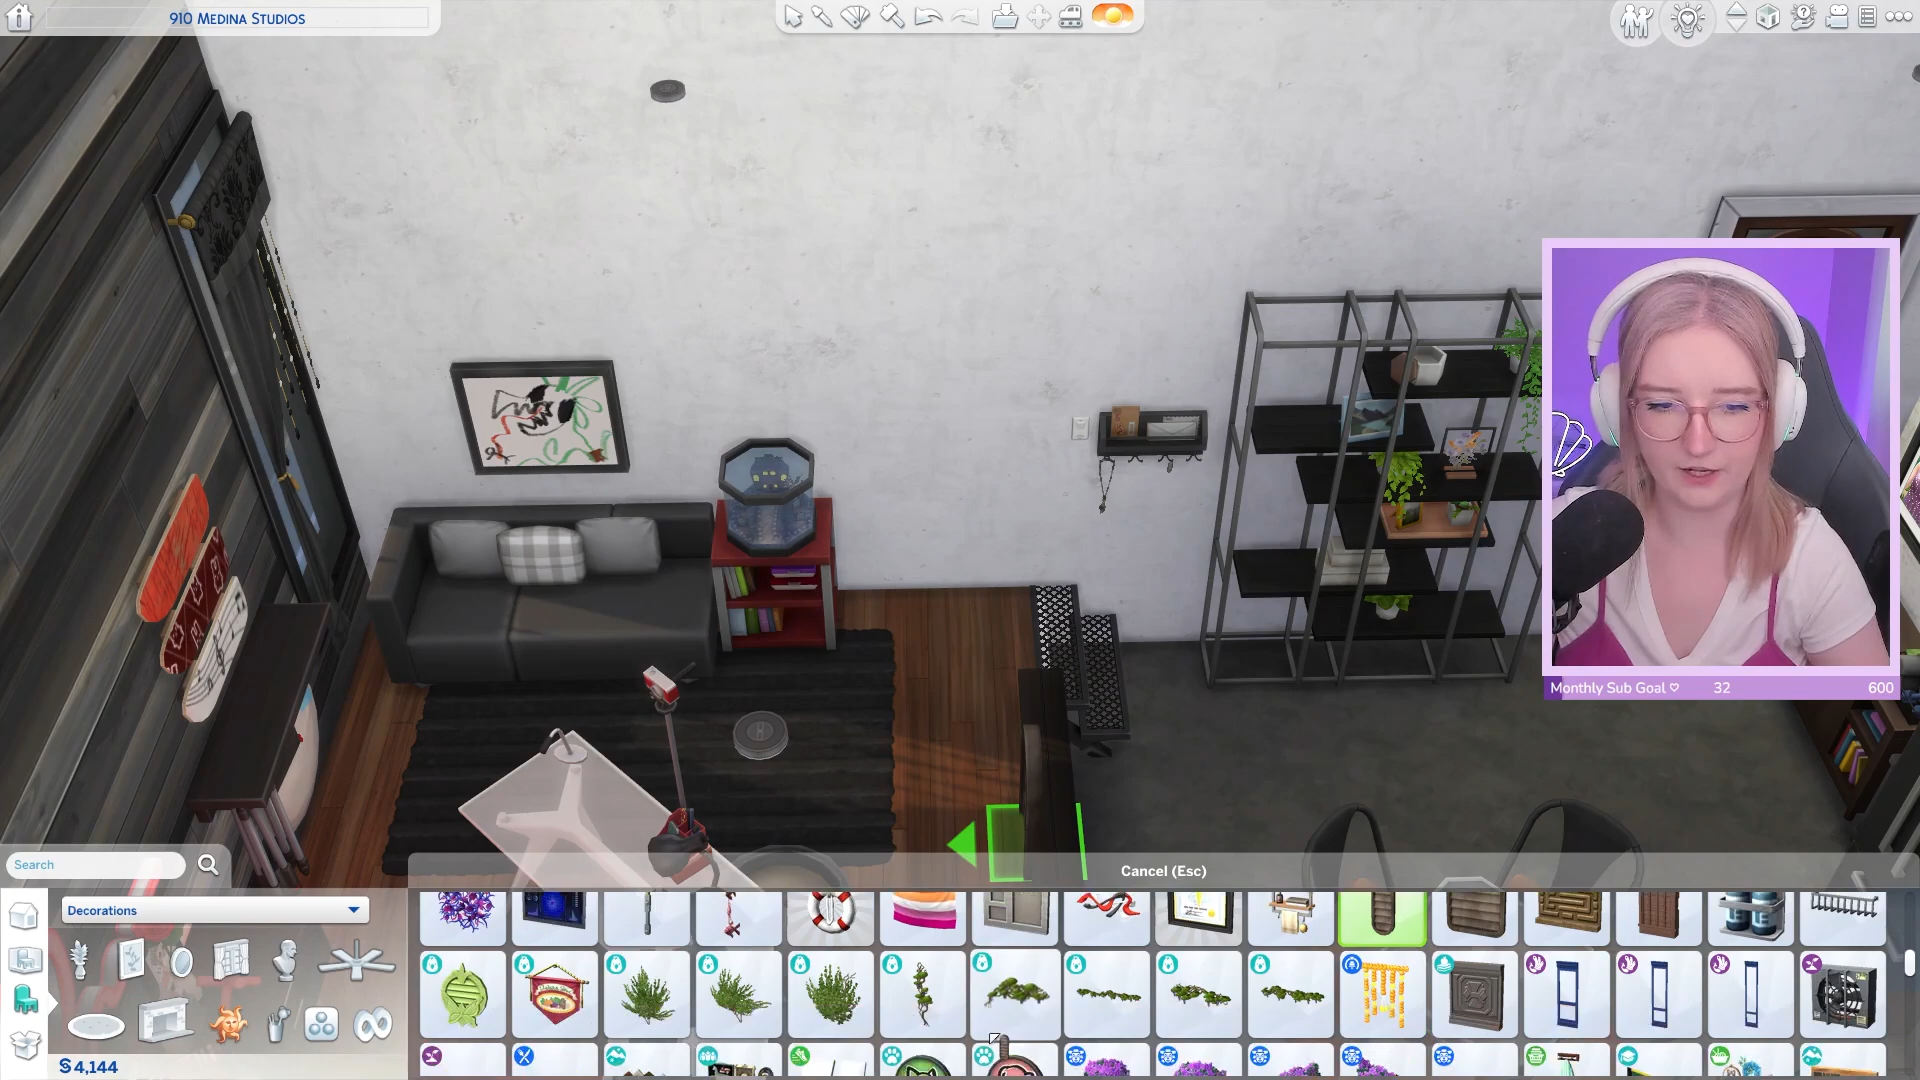 910 Medina Studios
Monthly Sub Goal ♡ 32 600
Search
Cancel (Esc)
Decorations
§4,144